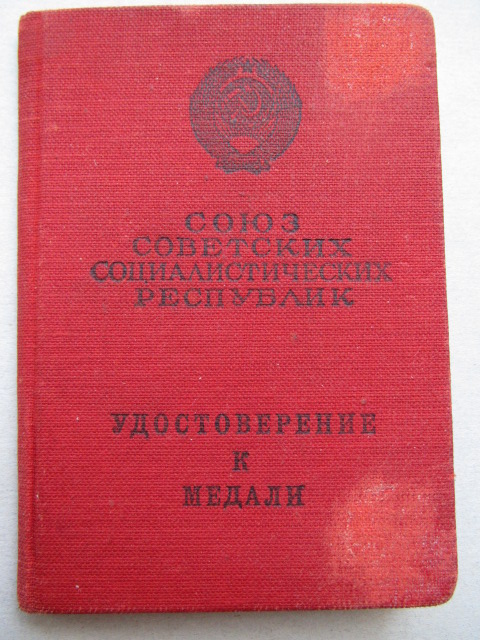 СОЮЗ
СОВЕТСКИХ
СОЦИАЛИСТИЧЕСКИХ
РЕСПУБЛИК
УДОСТОВЕРЕНИЕ
К
МЕДАЛИ